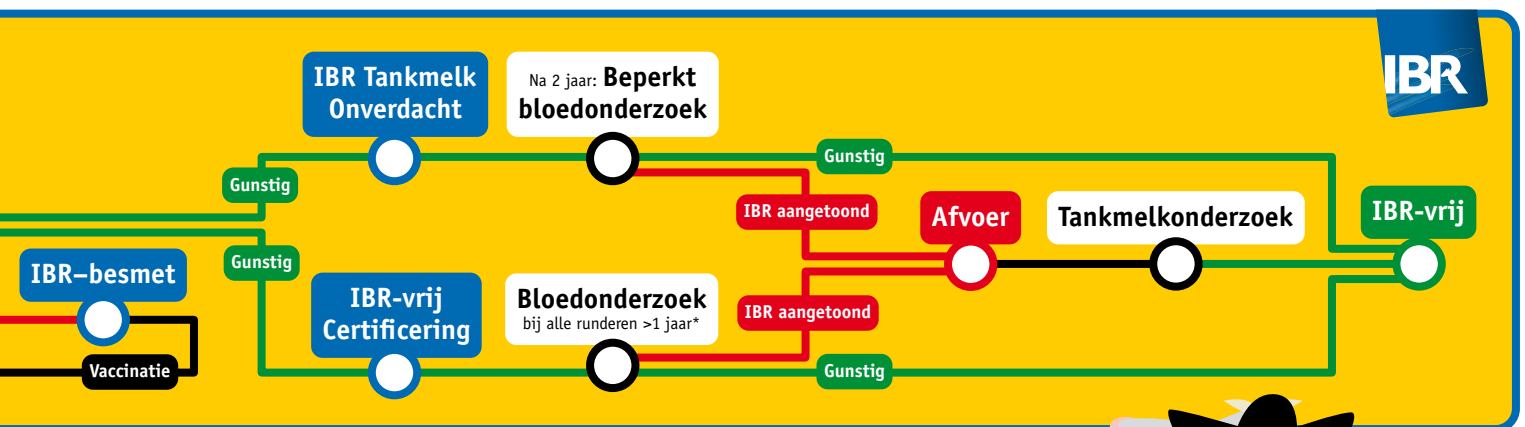 IBR
IBR Tankmelk
Onverdacht
Na 2 jaar: Beperkt
bloedonderzoek
Gunstig
Gunstig
IBR aangetoond
Afvoer
Tankmelkonderzoek
IBR-vrij
Gunstig
IBR–besmet
Vaccinatie
IBR-vrij
Certificering
Bloedonderzoek
bij alle runderen >1 jaar*
IBR aangetoond
Gunstig